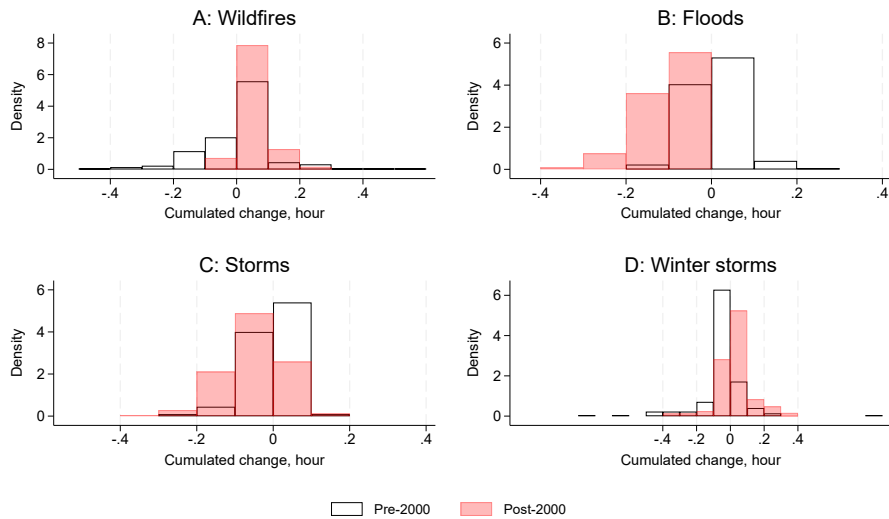 A: Wildfires
Density
8
6
4
2
0
-.4
-.2
0
.2
.4
Cumulated change, hour
B: Floods
Density
6
4
2
0
-.4
-.2
0
.2
.4
Cumulated change, hour
C: Storms
Density
6
4
2
0
-.4
-.2
0
.2
.4
Cumulated change, hour
D: Winter storms
Density
6
4
2
0
-.4
-.2
0
.2
.4
Cumulated change, hour
Pre-2000
Post-2000